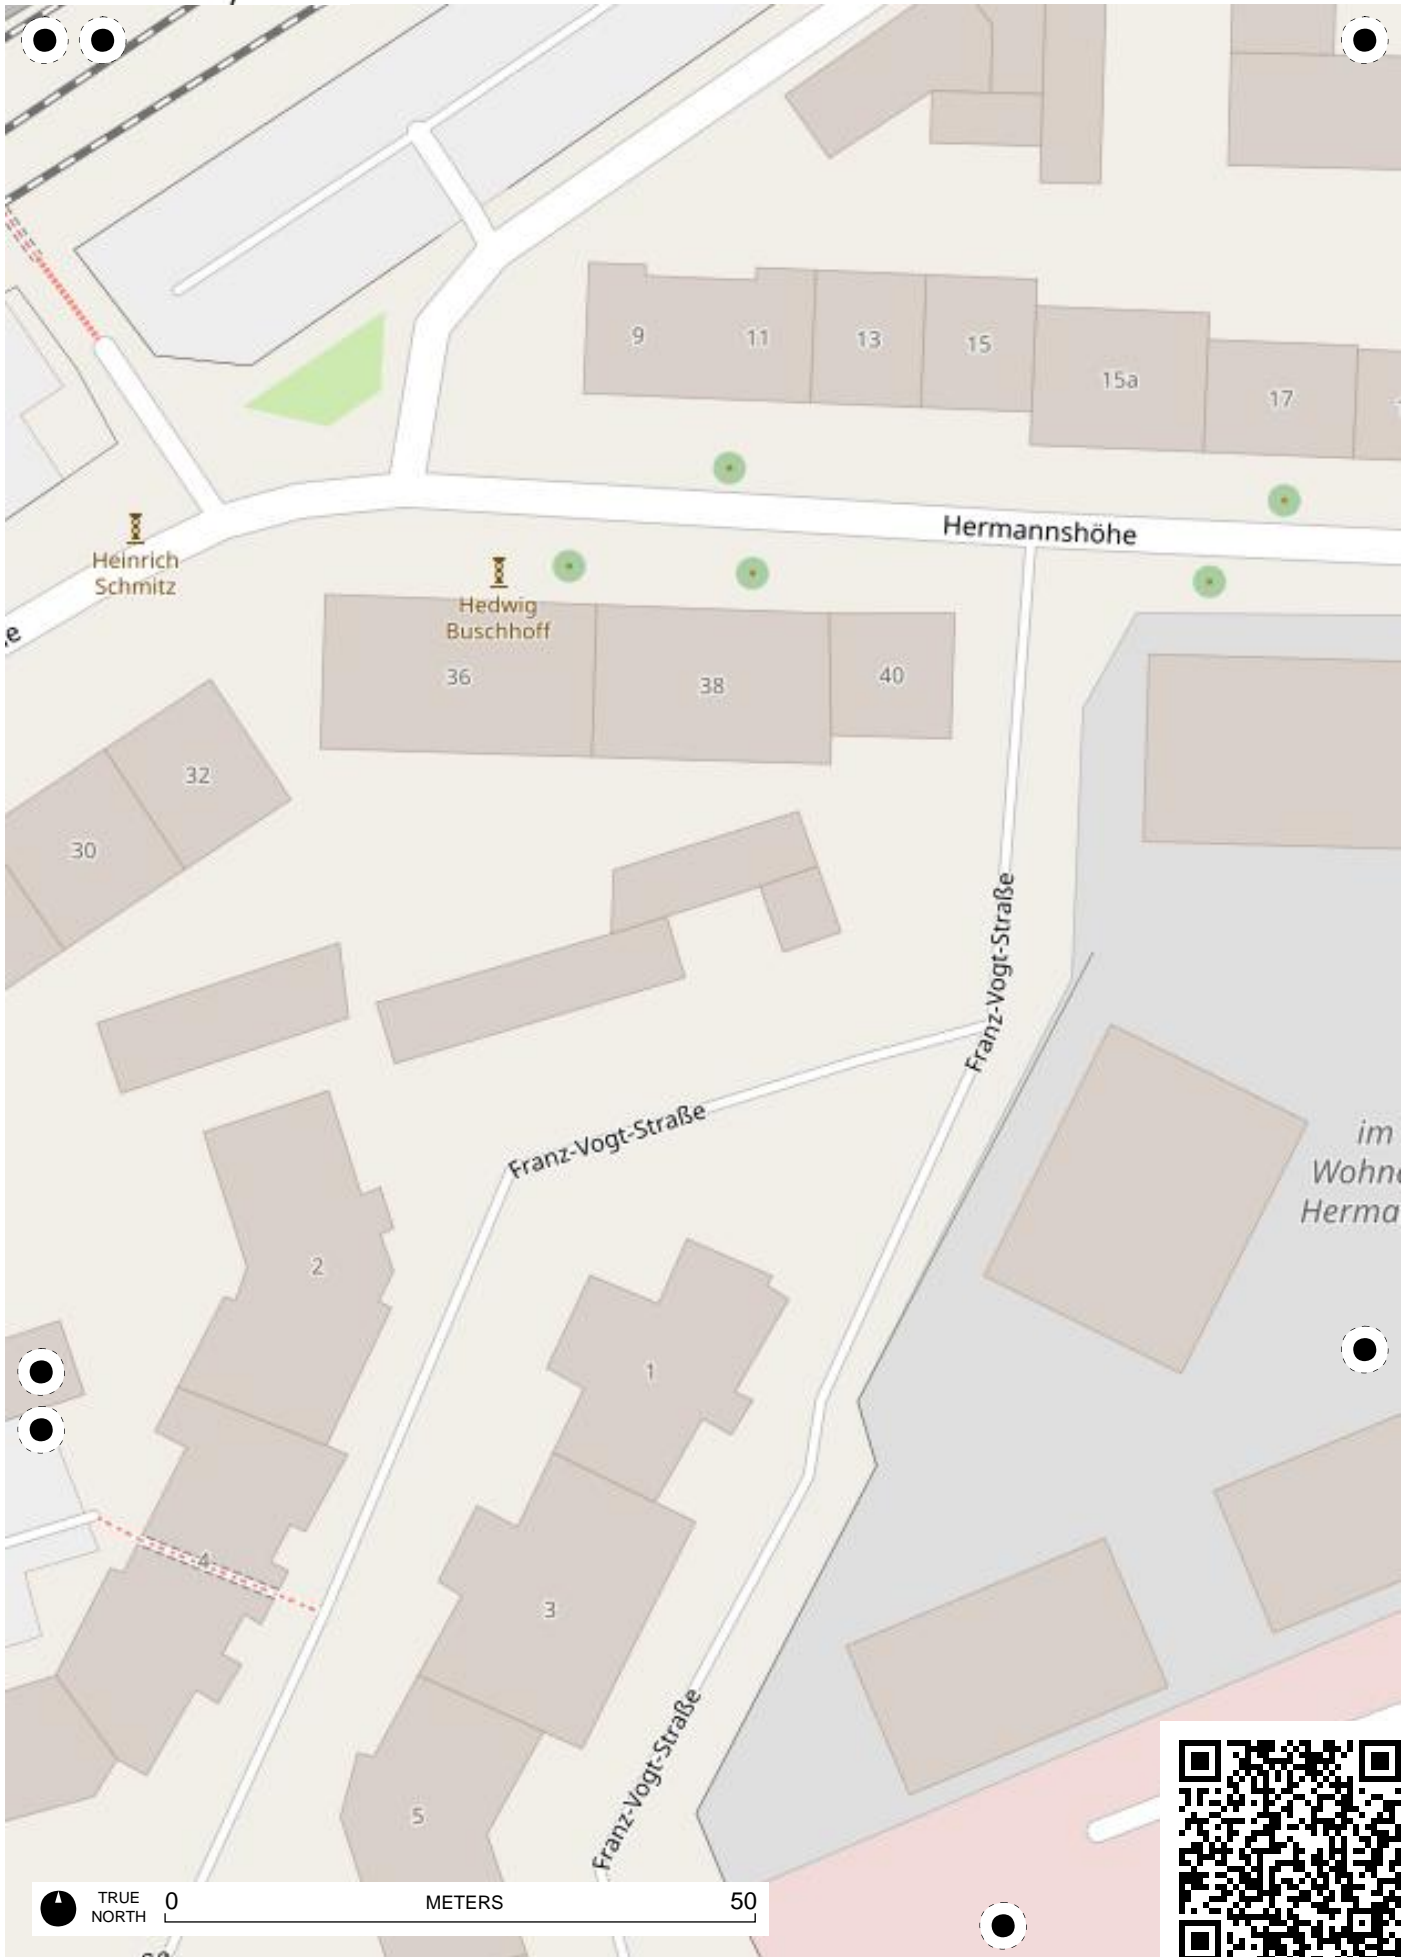 9
11
13
15
15a
17
Hermannshöhe
Heinrich
Schmitz
Hedwig
Buschhoff
36
38
40
32
30
Franz-Vogt-Straße
Franz-Vogt-Straße
im
Wohn
Herma
2
1
4
3
Franz-Vogt-Straße
5
TRUE
NORTH
0
METERS
50